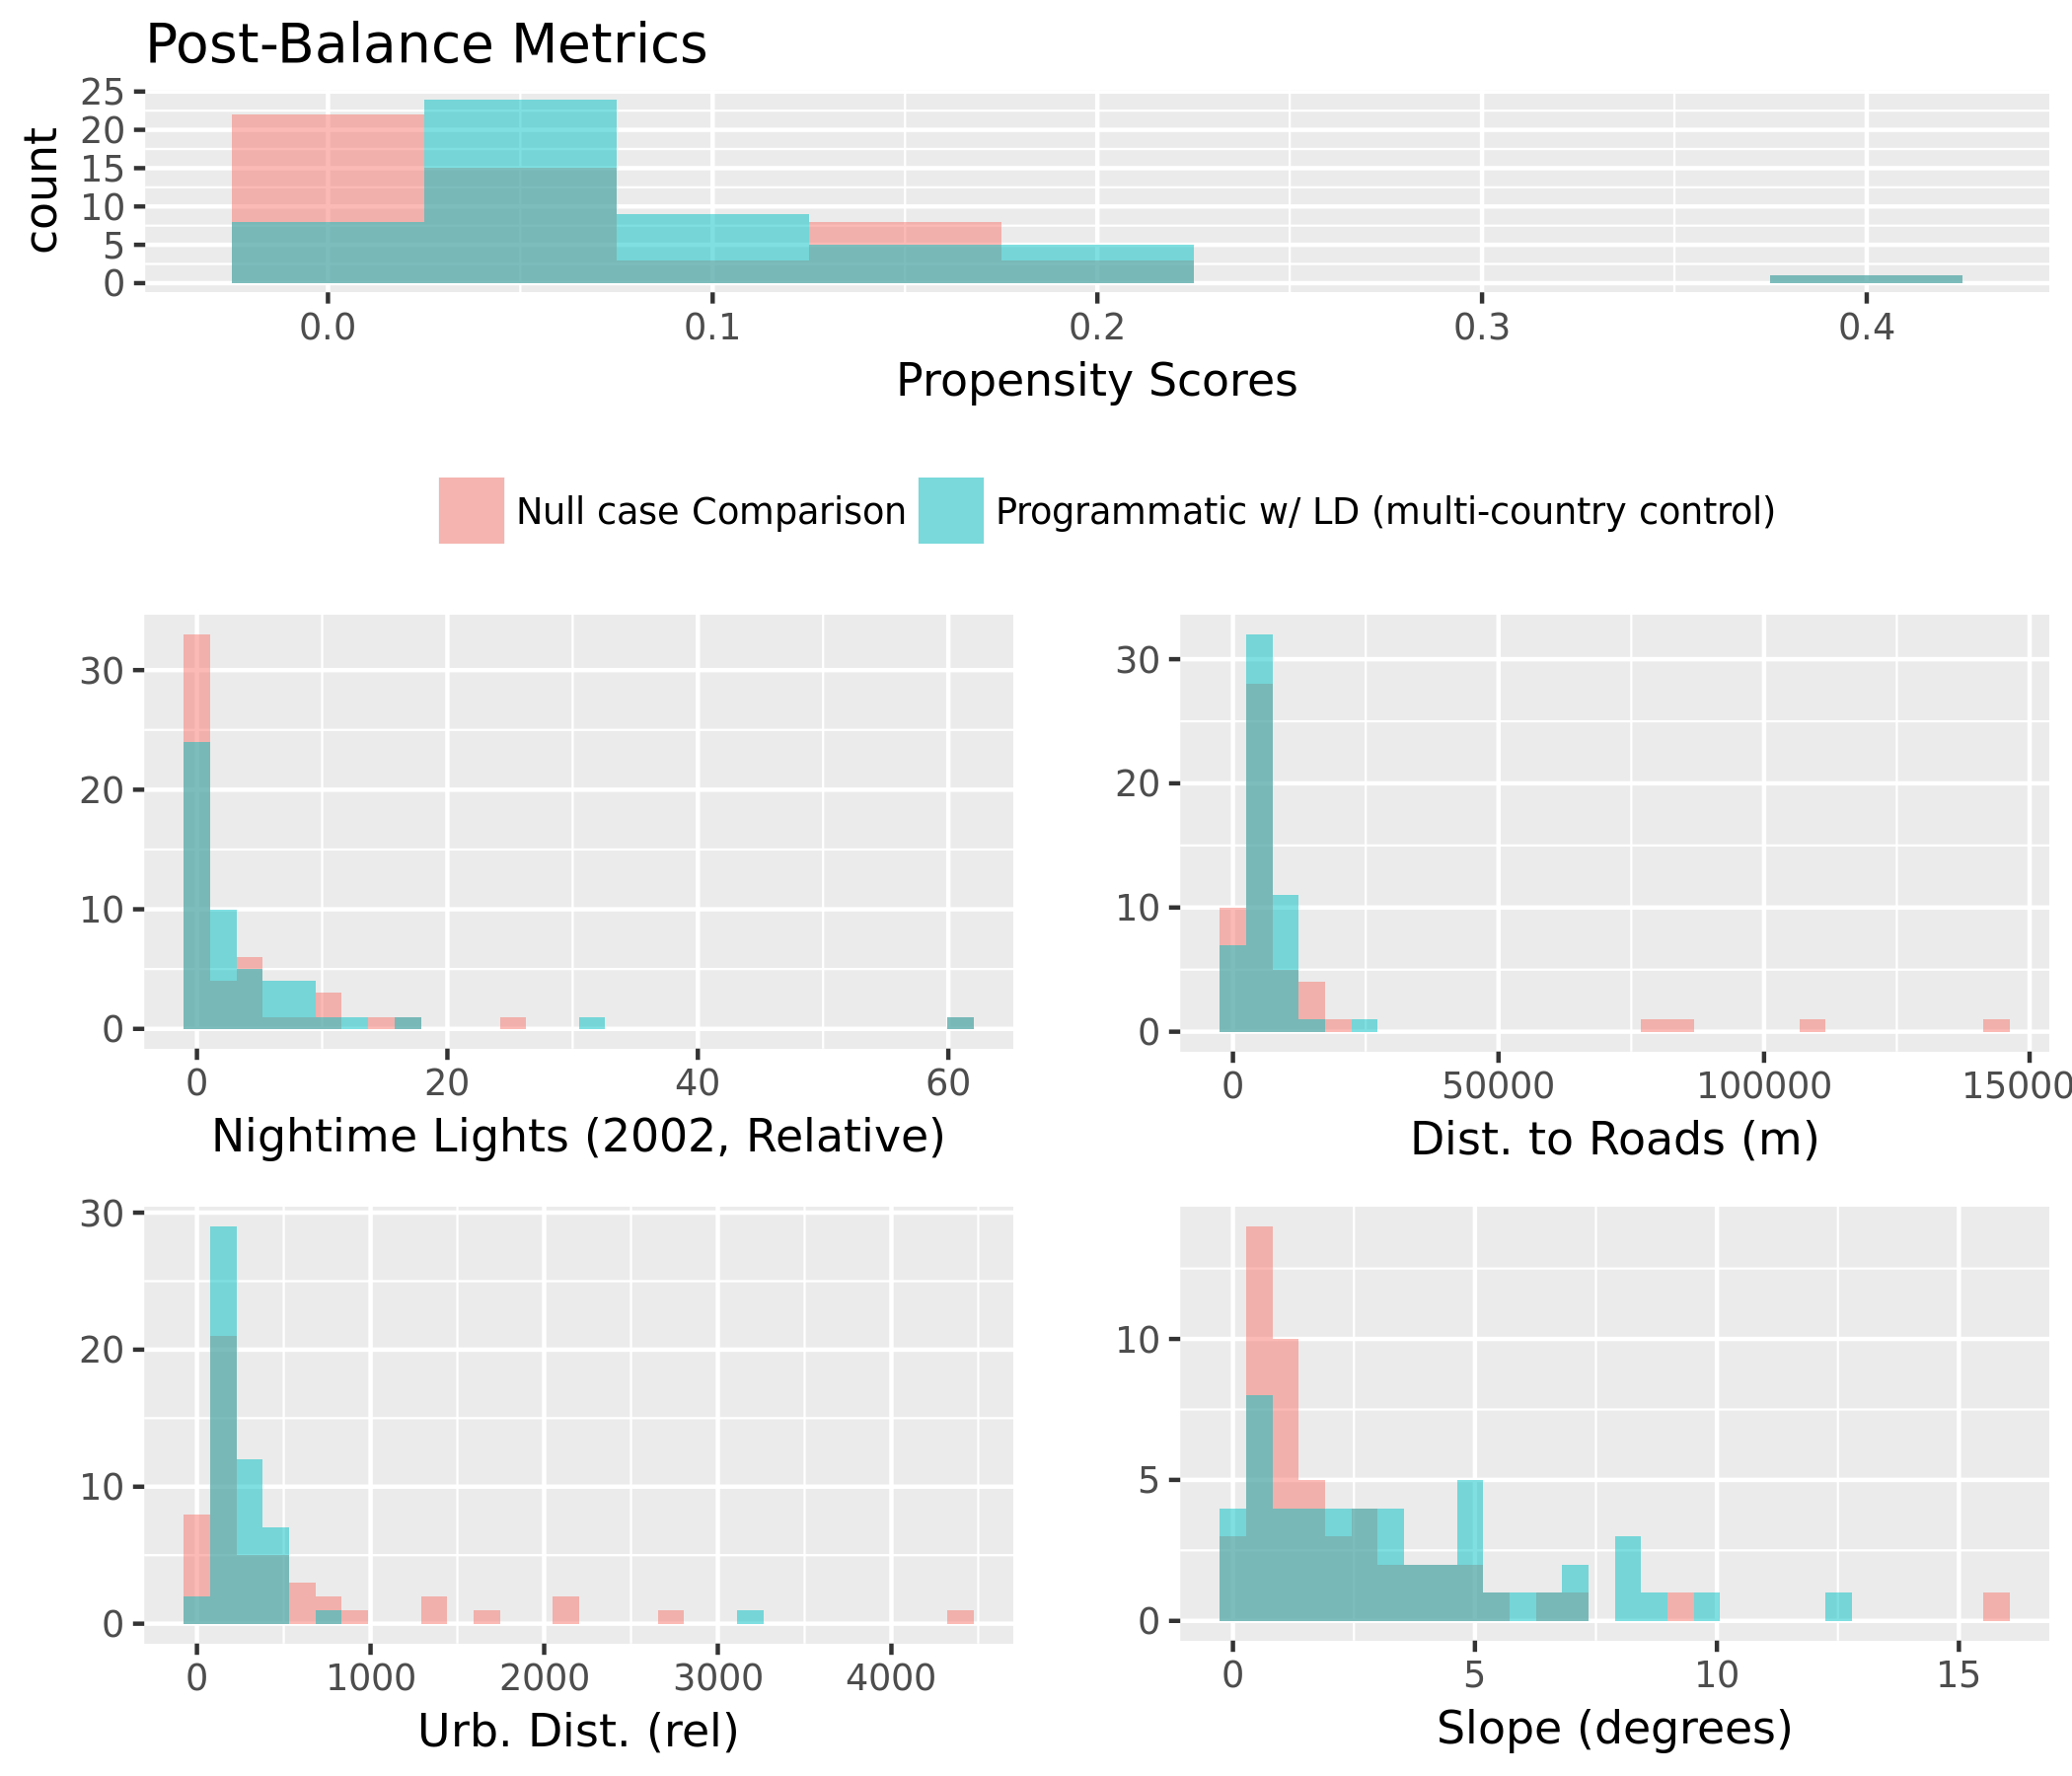 Post-Balance Metrics
count
25
20
15
10
5
0
0.0 0.1 0.2 0.3 0.4
Propensity Scores
Null case Comparison Programmatic w/ LD (multi-country control)
30
20
10
0
0 20 40 60
Nightime Lights (2002, Relative)
30
20
10
0
0 50000 100000 15000
Dist. to Roads (m)
30
20
10
0
0 1000 2000 3000 4000
Urb. Dist. (rel)
10
5
0
0 5 10 15
Slope (degrees)